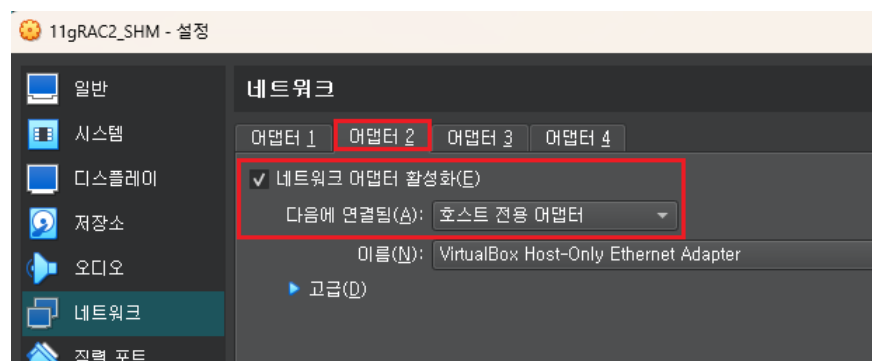 11gRAC2_SHM - 설정
일반
네트워크
시스템
어댑터 1 어댑터 2 어댑터 3 어댑터 4
디스플레이
네트워크 어댑터 활성화(E)
다음에 연결됨(A): 호스트 전용 어댑터
저장소
이름(N): VirtualBox Host-Only Ethernet Adapter
오디오
고급(D)
네트워크
직렬 포트